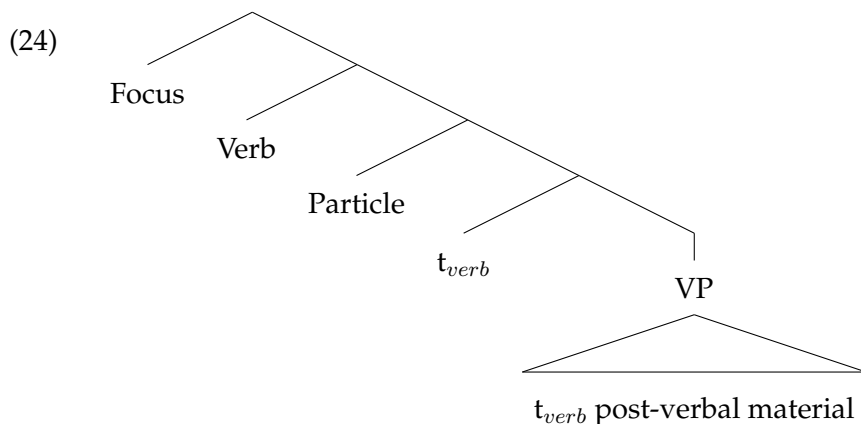 (24)
Focus
Verb
Particle
t_verb
VP
t_verb post-verbal material